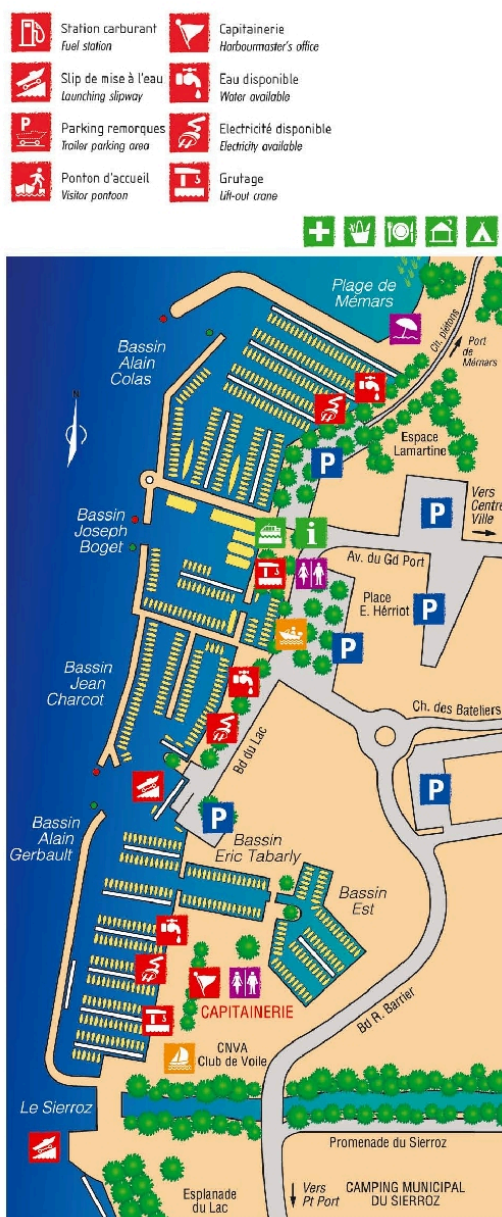 Station carburant
Fuel station
Capitainerie
Harbourmaster's office
Slip de mise à l'eau
Launching slipway
Eau disponible
Water available
P
Parking remorques
Trailer parking area
Electricité disponible
Electricity available
Ponton d'accueil
Visitor pontoon
Grutage
Lift-out crane
Plage de
Mémars
Bassin
Alain
Colas
Ch. piétons
Port
de
Mémars
N
Espace
Lamartine
P
Vers
Centre
Ville
P
Bassin
Joseph
Boget
i
Av. du Gd Port
Place
E. Hérriot
P
P
Bassin
Jean
Charcot
Bd du Lac
Ch. des Bateliers
P
P
Bassin
Alain
Gerbault
Bassin
Eric Tabarly
Bassin
Est
CAPITAINERIE
Bd R. Barrier
CNVA
Club de Voile
Le Sierroz
Promenade du Sierroz
Esplanade
du Lac
Vers
Pt Port
CAMPING MUNICIPAL
DU SIERROZ